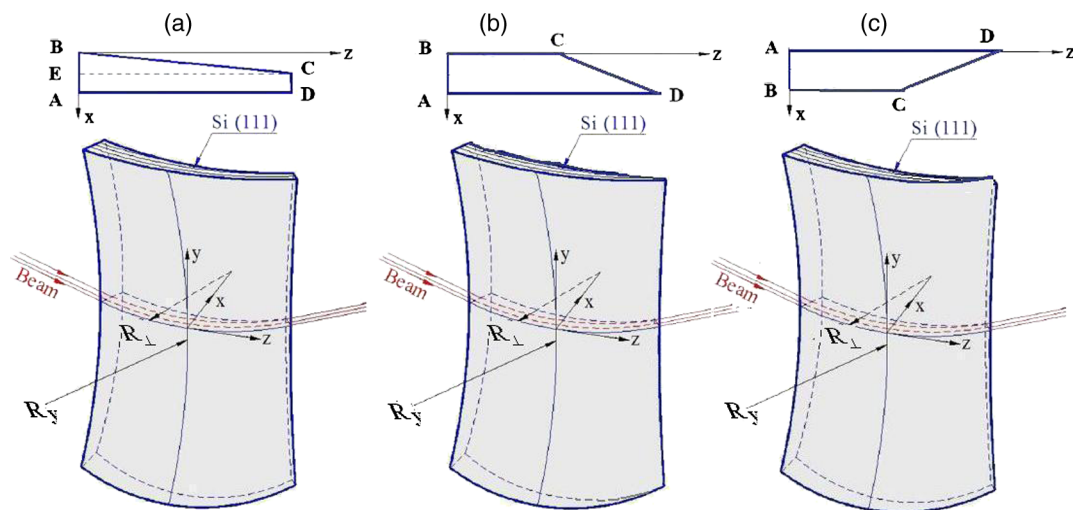 (a)
B
z
E
C
A
D
x
Si (111)
y
Beam
x
R⊥
z
Ry
(b)
B
C
z
A
D
x
Si (111)
y
Beam
x
R⊥
z
Ry
(c)
A
D
z
B
C
x
Si (111)
y
Beam
x
R⊥
z
Ry